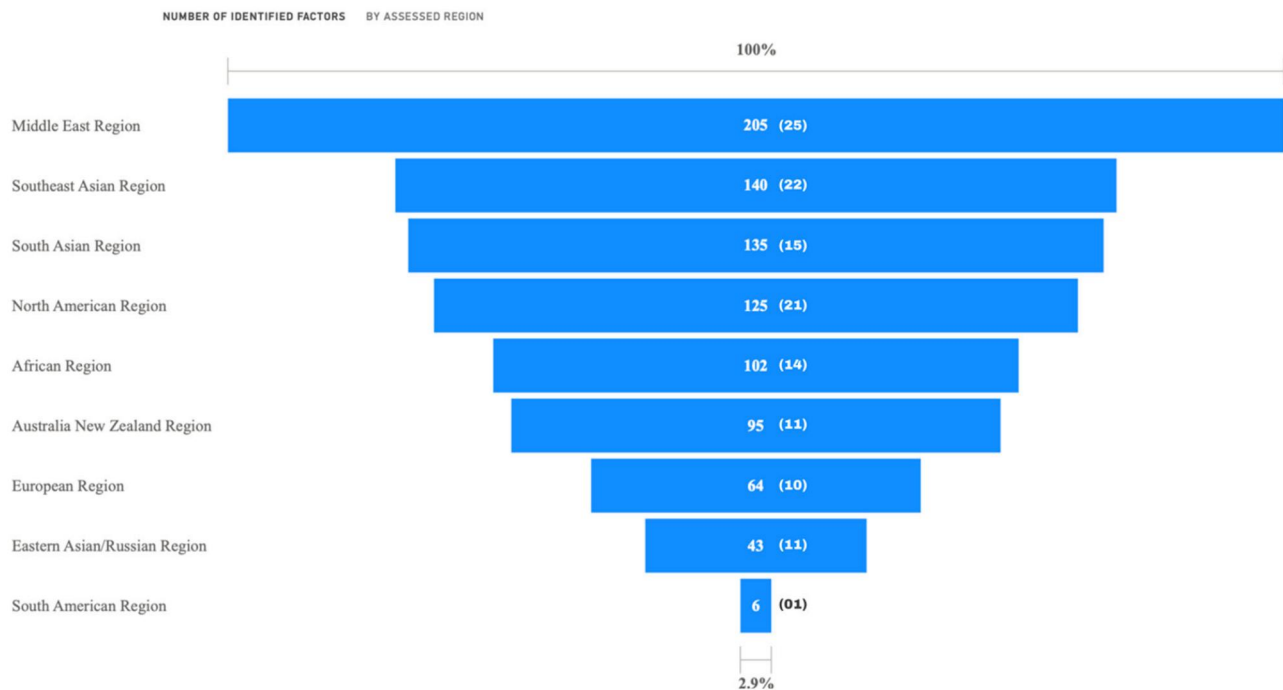 NUMBER OF IDENTIFIED FACTORS BY ASSESSED REGION
100%
Middle East Region 205 (25)
Southeast Asian Region 140 (22)
South Asian Region 135 (15)
North American Region 125 (21)
African Region 102 (14)
Australia New Zealand Region 95 (11)
European Region 64 (10)
Eastern Asian/Russian Region 43 (11)
South American Region 6 (01)
2.9%